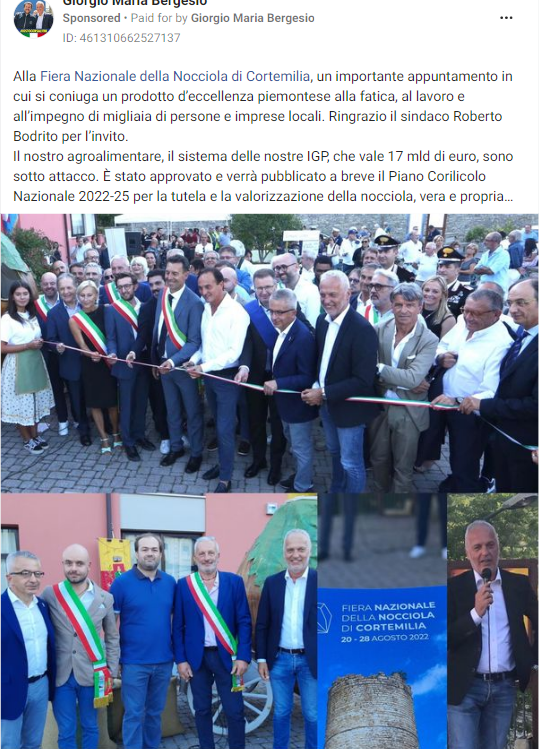 Giorgio Maria Bergesio
Sponsored • Paid for by Giorgio Maria Bergesio
ID: 461310662527137
Alla Fiera Nazionale della Nocciola di Cortemilia, un importante appuntamento in
cui si coniuga un prodotto d’eccellenza piemontese alla fatica, al lavoro e
all’impegno di migliaia di persone e imprese locali. Ringrazio il sindaco Roberto
Bodrito per l’invito.
Il nostro agroalimentare, il sistema delle nostre IGP, che vale 17 mld di euro, sono
sotto attacco. È stato approvato e verrà pubblicato a breve il Piano Corilicolo
Nazionale 2022-25 per la tutela e la valorizzazione della nocciola, vera e propria...
FIERA NAZIONALE
DELLA NOCCIOLA
DI CORTEMILIA
20 - 28 AGOSTO 2022